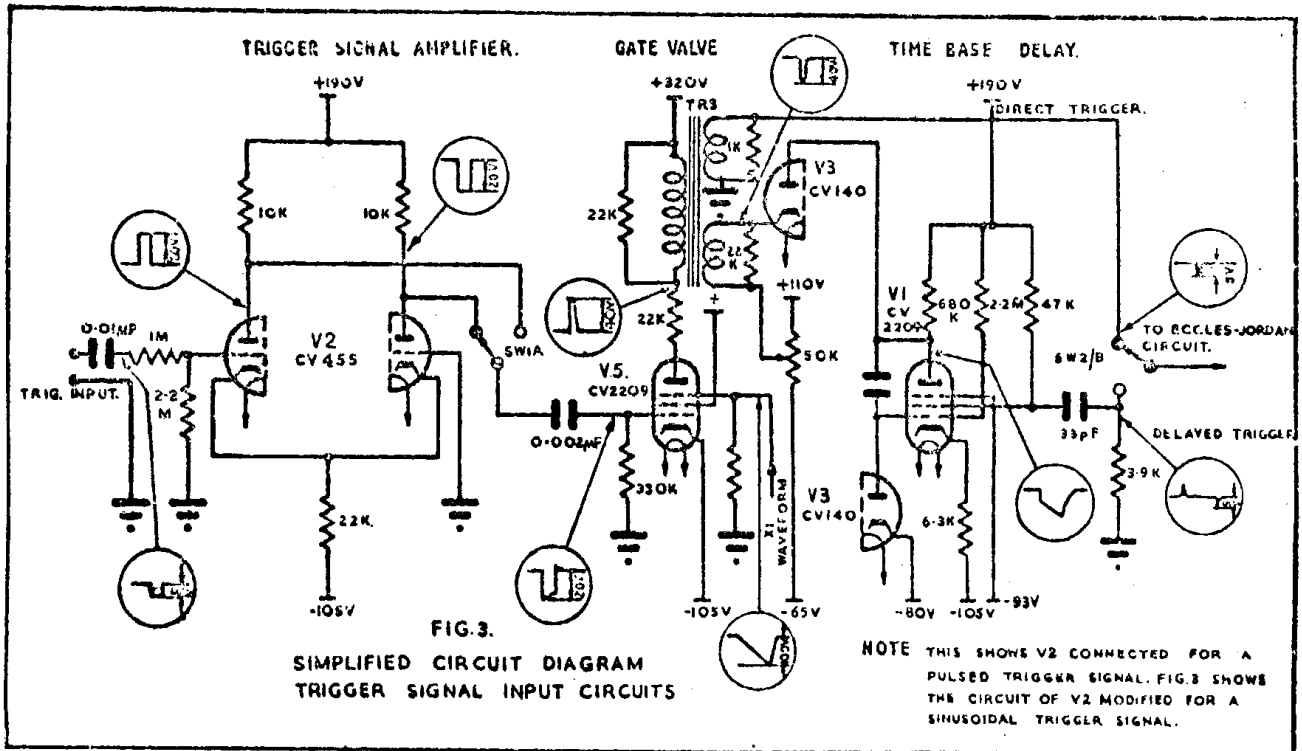 TRIGGER SIGNAL AMPLIFIER.
GATE VALVE
TIME BASE DELAY.
+190V
+320V
+190V
DIRECT TRIGGER.
TR3
1K
V3
CV140
10K
10K
22K
22K
+110V
V1
CV
2209
680
K
2.2M
47K
TO ECCLES-JORDAN
CIRCUIT.
SW2/B
0.01MF
1M
V2
CV 455
SW1A
22K
50K
V.5.
CV2209
TRIG. INPUT.
2.2
M
0.002μF
33pF
DELAYED TRIGGER
330K
X1
WAVEFORM
V3
CV140
3.9K
22K.
6.3K
-105V
-105V
-65V
-80V
-105V
-93V
FIG.3.
SIMPLIFIED CIRCUIT DIAGRAM
TRIGGER SIGNAL INPUT CIRCUITS
NOTE THIS SHOWS V2 CONNECTED FOR A
PULSED TRIGGER SIGNAL. FIG.3 SHOWS
THE CIRCUIT OF V2 MODIFIED FOR A
SINUSOIDAL TRIGGER SIGNAL.